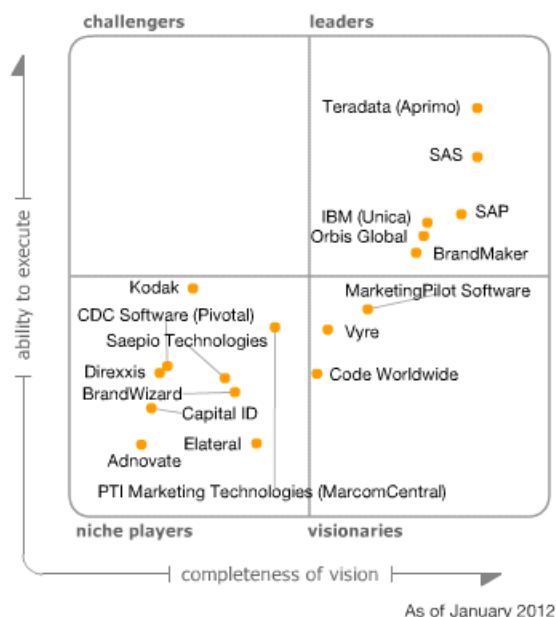 challengers
leaders
Teradata (Aprimo)
SAS
SAP
IBM (Unica)
Orbis Global
BrandMaker
ability to execute
Kodak
MarketingPilot Software
CDC Software (Pivotal)
Saepio Technologies
Vyre
Direxxis
Code Worldwide
BrandWizard
Capital ID
Elateral
Adnovate
PTI Marketing Technologies (MarcomCentral)
niche players
visionaries
completeness of vision
As of January 2012